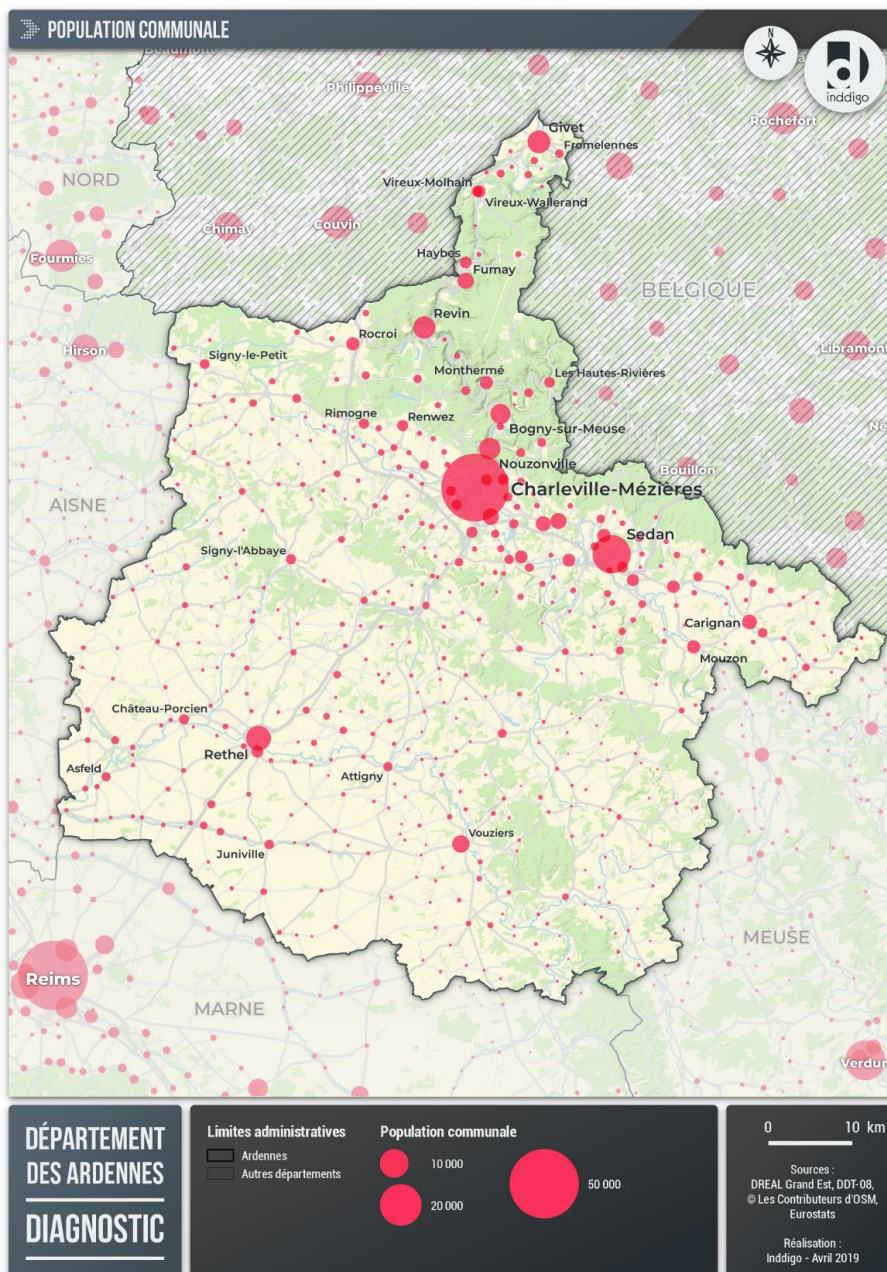 POPULATION COMMUNALE
N
inddigo
Philippeville
Rochefort
Givet
Fromelennes
NORD
Vireux-Molhain
Vireux-Wallerand
Chimay
Couvin
Fourmies
Haybes
Fumay
BELGIQUE
Revin
Rocroi
Hirson
Signy-le-Petit
Libramont
Monthermé
Les Hautes-Rivières
Rimogne
Renwez
Bogny-sur-Meuse
Nouzonville
Bouillon
Charleville-Mézières
AISNE
Sedan
Signy-l'Abbaye
Carignan
Mouzon
Château-Porcien
Rethel
Asfeld
Attigny
Vouziers
Juniville
MEUSE
Reims
MARNE
Verdun
DÉPARTEMENT
DES ARDENNES
DIAGNOSTIC
Limites administratives
Ardennes
Autres départements
Population communale
10 000
20 000
50 000
0 10 km
Sources :
DREAL Grand Est, DDT-08,
© Les Contributeurs d'OSM,
Eurostats
Réalisation :
Inddigo - Avril 2019